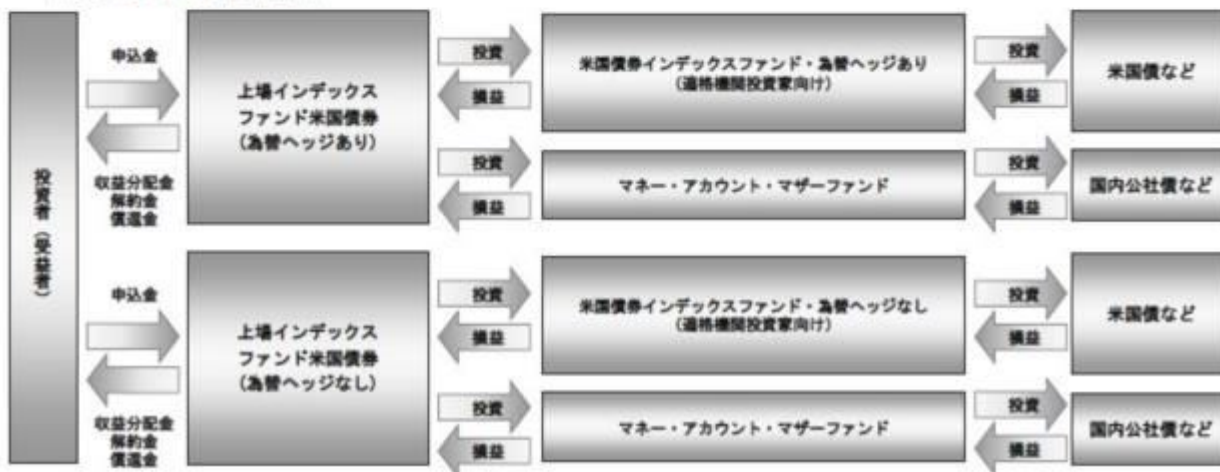 投資者（受益者）
申込金
収益分配金
解約金
償還金
上場インデックス
ファンド米国債券
（為替ヘッジあり）
投資
損益
米国債券インデックスファンド・為替ヘッジあり
（適格機関投資家向け）
投資
損益
米国債など
投資
損益
マネー・アカウント・マザーファンド
投資
損益
国内公社債など
申込金
収益分配金
解約金
償還金
上場インデックス
ファンド米国債券
（為替ヘッジなし）
投資
損益
米国債券インデックスファンド・為替ヘッジなし
（適格機関投資家向け）
投資
損益
米国債など
投資
損益
マネー・アカウント・マザーファンド
投資
損益
国内公社債など